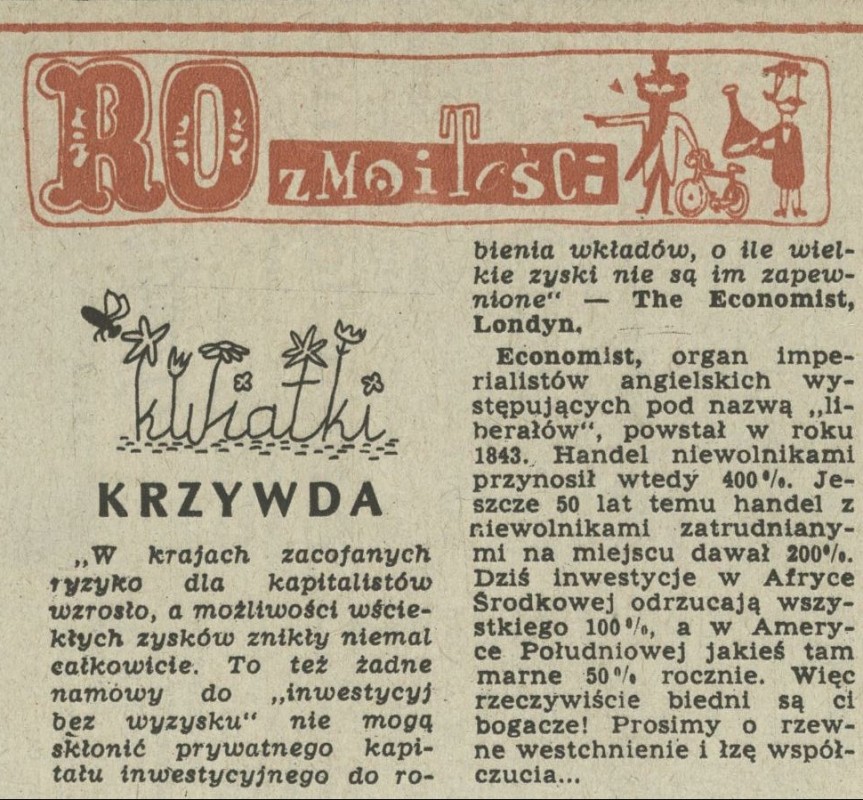 ROzmaitości
kwiatki
KRZYWDA
„W krajach zacofanych
ryzyko dla kapitalistów
wzrosło, a możliwości wście-
kłych zysków znikły niemal
całkowicie. To też żadne
namowy do „inwestycyj
bez wyzysku“ nie mogą
skłonić prywatnego kapi-
tału inwestycyjnego do ro-
bienia wkładów, o ile wiel-
kie zyski nie są im zapew-
nione“ — The Economist,
Londyn.
Economist, organ impe-
rialistów angielskich wy-
stępujących pod nazwą „li-
berałów“, powstał w roku
1843. Handel niewolnikami
przynosił wtedy 400%. Je-
szcze 50 lat temu handel z
niewolnikami zatrudniany-
mi na miejscu dawał 200%.
Dziś inwestycje w Afryce
Środkowej odrzucają wszy-
stkiego 100%, a w Amery-
ce Południowej jakieś tam
marne 50% rocznie. Więc
rzeczywiście biedni są ci
bogacze! Prosimy o rzew-
ne westchnienie i łzę współ-
czucia...